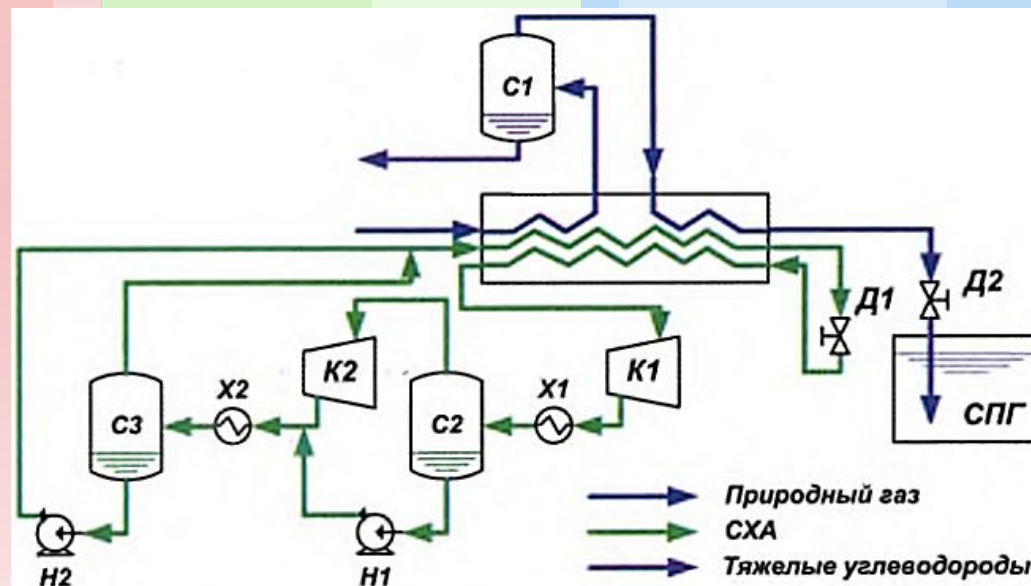 С1
Д1
Д2
К2
К1
Х2
Х1
С3
С2
СПГ
Н2
Н1
Природный газ
СХА
Тяжелые углеводороды